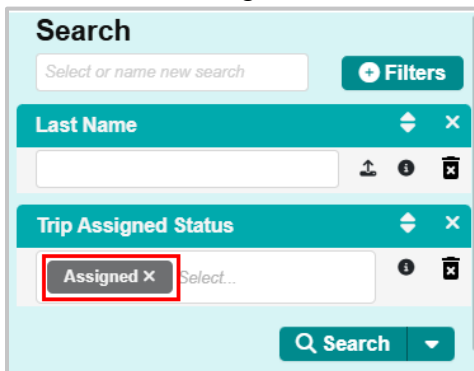 Search
Select or name new search
Filters
Last Name
Trip Assigned Status
Assigned × Select...
Search